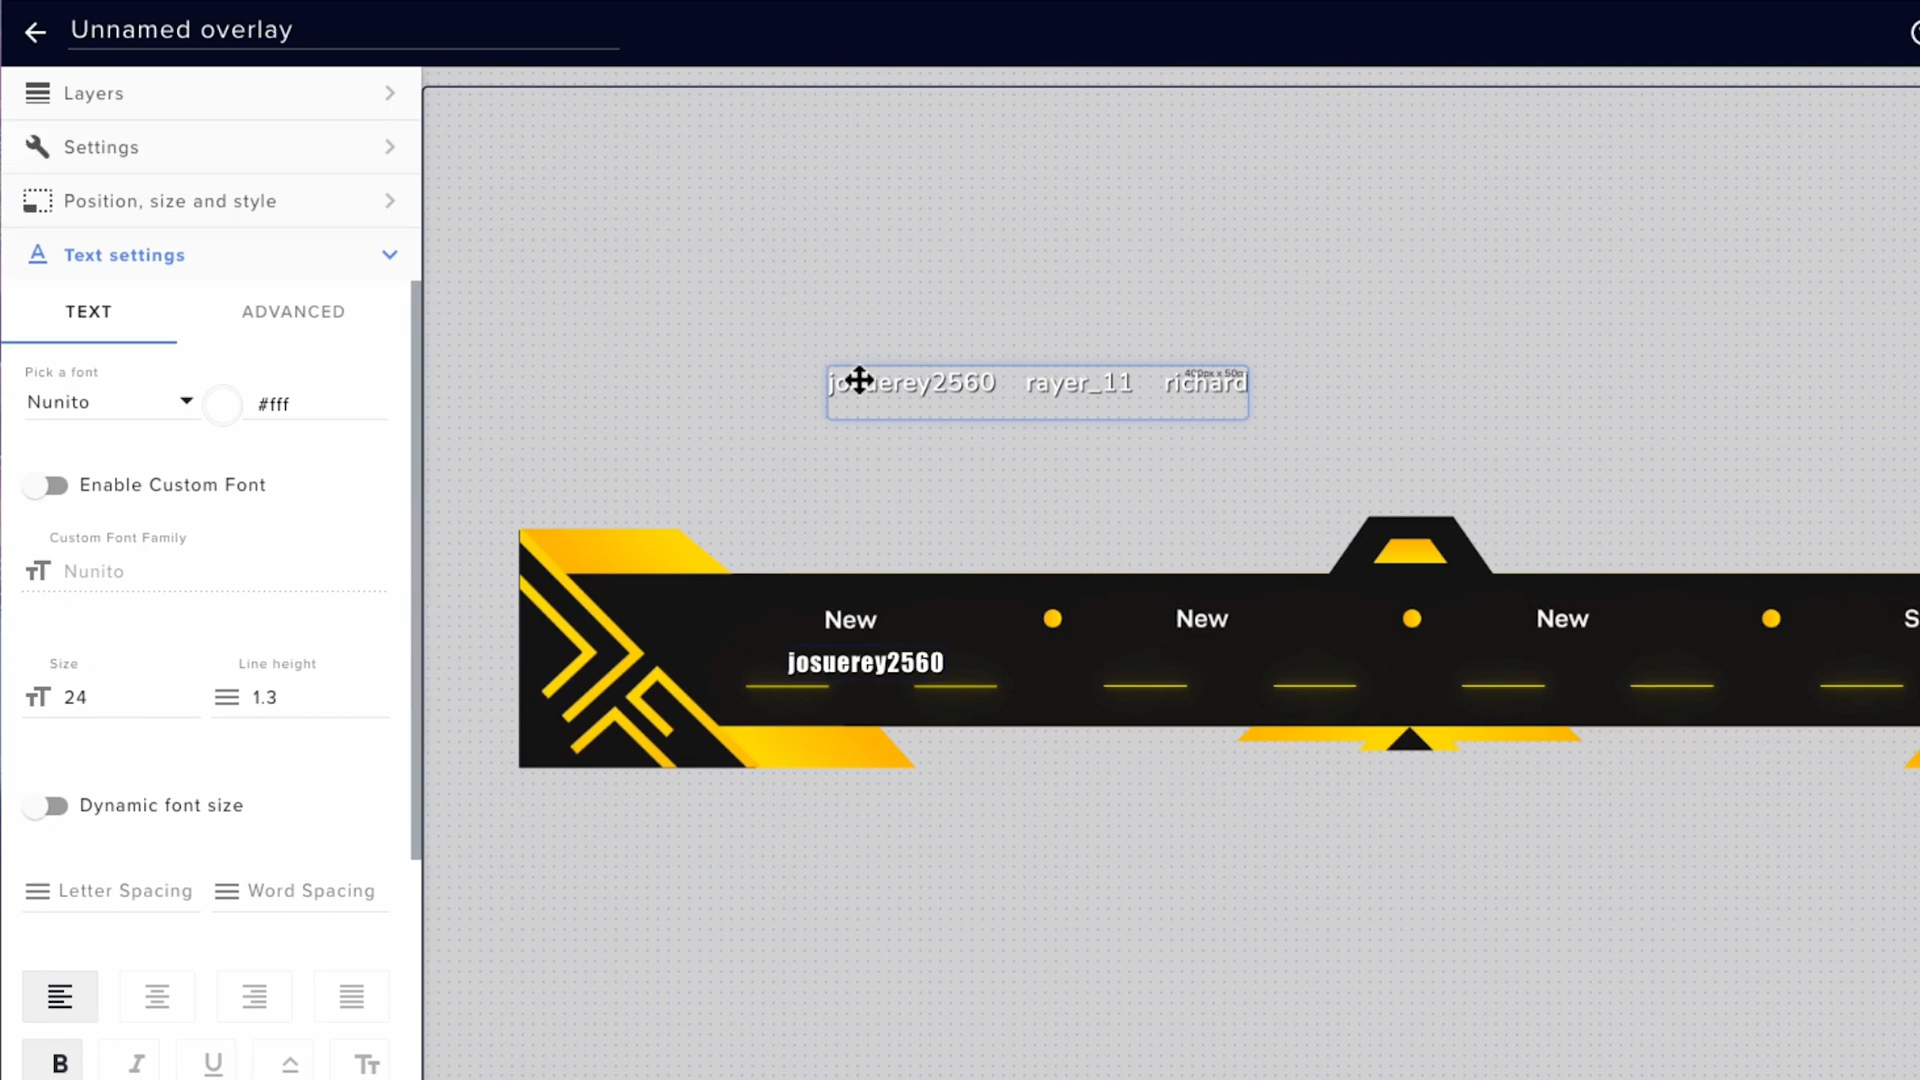 Unnamed overlay
Layers
Settings
Position, size and style
Text settings
TEXT ADVANCED
Pick a font
Nunito #fff
Enable Custom Font
Custom Font Family
Nunito
Size Line height
24 1.3
Dynamic font size
Letter Spacing Word Spacing
B I U Tt
rayer_11 richard
New New New
josuerey2560